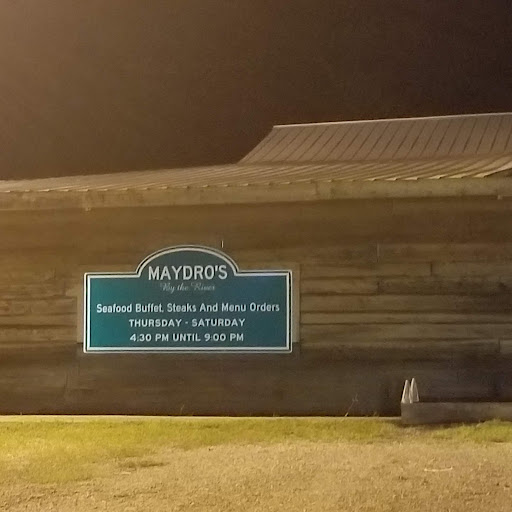 MAYDRO'S
By the River
Seafood Buffet, Steaks And Menu Orders
THURSDAY - SATURDAY
4:30 PM UNTIL 9:00 PM